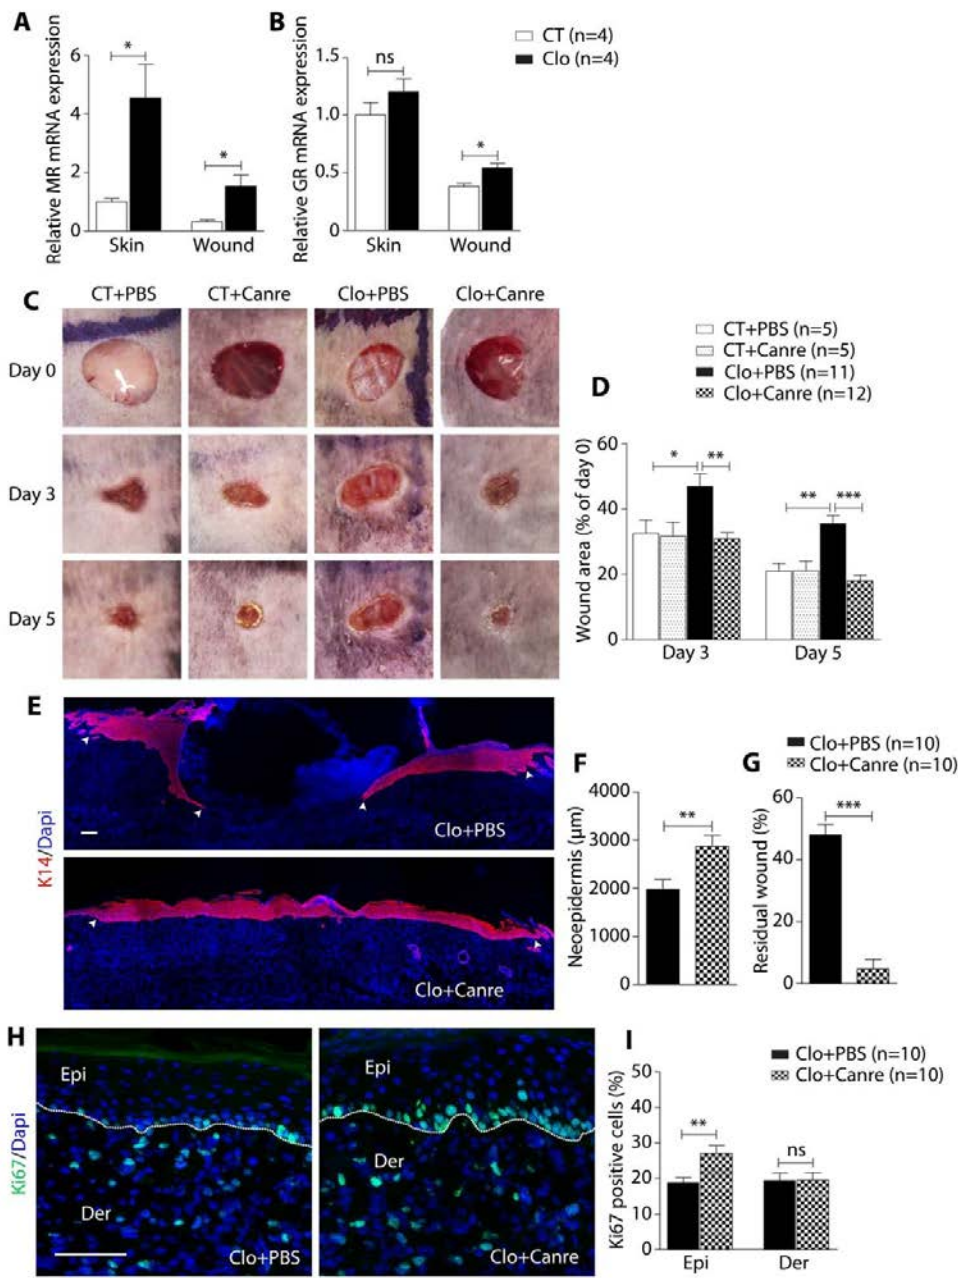 A
Relative MR mRNA expression
6
4
2
0
*
*
Skin
Wound
B
Relative GR mRNA expression
1.5
1.0
0.5
0
ns
*
Skin
Wound
CT (n=4)
Clo (n=4)
C
CT+PBS
CT+Canre
Clo+PBS
Clo+Canre
Day 0
Day 3
Day 5
D
CT+PBS (n=5)
CT+Canre (n=5)
Clo+PBS (n=11)
Clo+Canre (n=12)
Wound area (% of day 0)
60
40
20
0
*
**
**
***
Day 3
Day 5
E
K14/Dapi
Clo+PBS
Clo+Canre
F
Neoepidermis (µm)
4000
3000
2000
1000
0
**
Clo+PBS (n=10)
Clo+Canre (n=10)
G
Residual wound (%)
60
40
20
0
***
H
Ki67/Dapi
Epi
Der
Clo+PBS
Epi
Der
Clo+Canre
I
Clo+PBS (n=10)
Clo+Canre (n=10)
Ki67 positive cells (%)
50
40
30
20
10
0
**
ns
Epi
Der